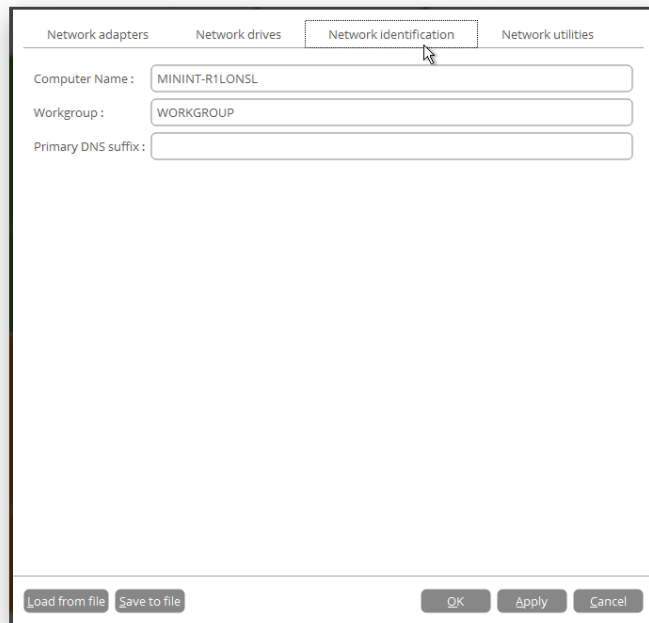 Network adapters Network drives Network identification Network utilities
Computer Name : MININT-R1LONSL
Workgroup : WORKGROUP
Primary DNS suffix :
Load from file Save to file OK Apply Cancel